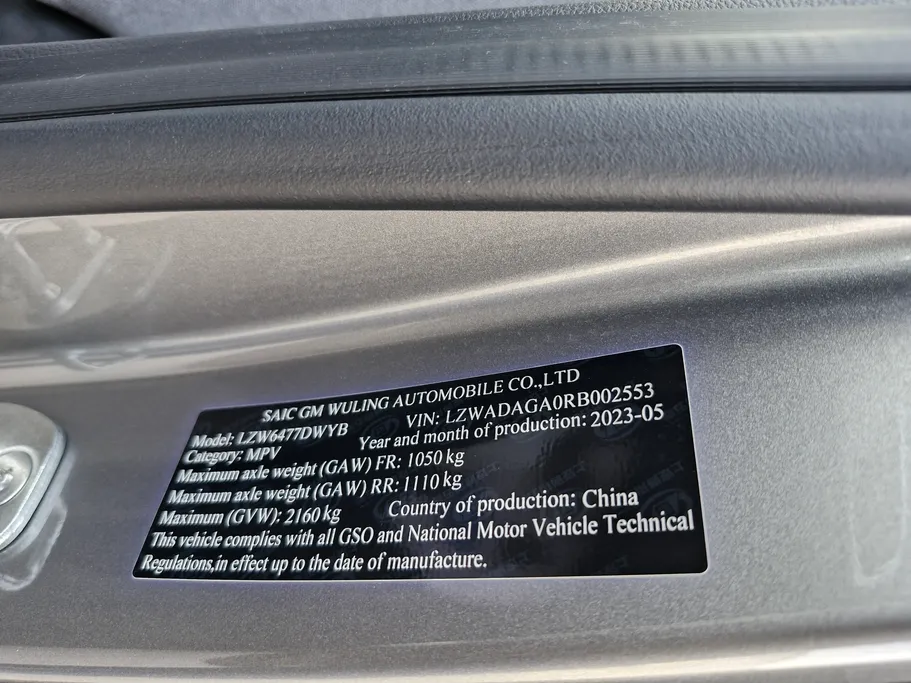 SAIC GM WULING AUTOMOBILE CO.,LTD
Model: LZW6477DWYB VIN: LZWADAGA0RB002553
Category: MPV Year and month of production: 2023-05
Maximum axle weight (GAW) FR: 1050 kg
Maximum axle weight (GAW) RR: 1110 kg
Maximum (GVW): 2160 kg Country of production: China
This vehicle complies with all GSO and National Motor Vehicle Technical
Regulations,in effect up to the date of manufacture.